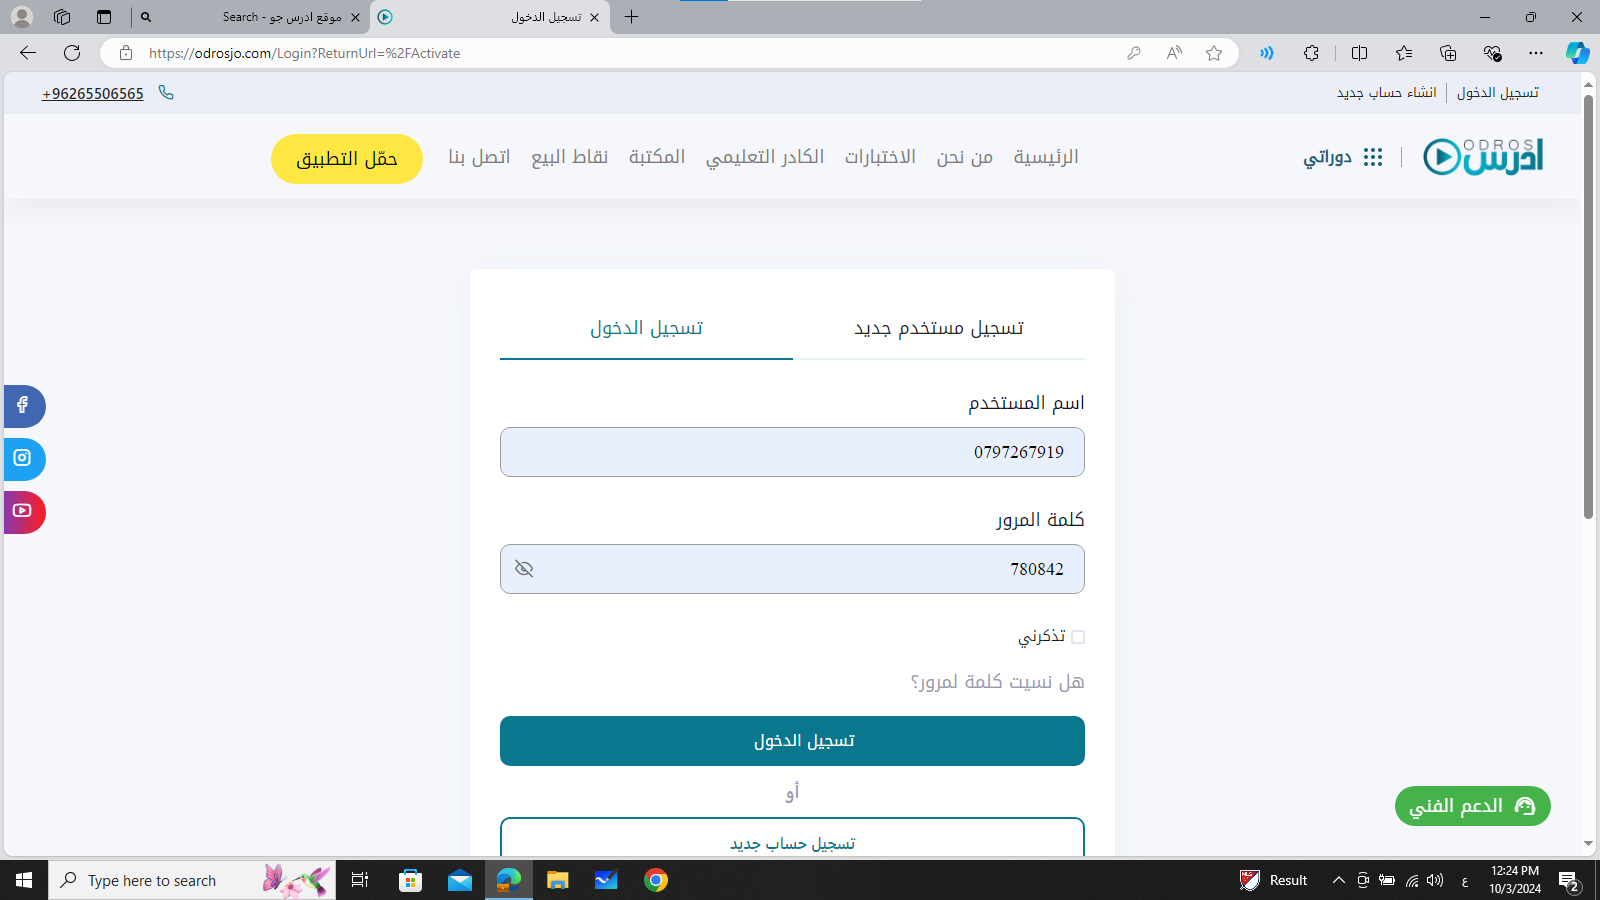 موقع ادرس جو - Search
تسجيل الدخول
https://odrosjo.com/Login?ReturnUrl=%2FActivate
+96265506565
تسجيل الدخول
انشاء حساب جديد
ODROS
ادرس
دوراتي
الرئيسية
من نحن
الاختبارات
الكادر التعليمي
المكتبة
نقاط البيع
اتصل بنا
حمّل التطبيق
تسجيل مستخدم جديد
تسجيل الدخول
اسم المستخدم
0797267919
كلمة المرور
780842
تذكرني
هل نسيت كلمة لمرور؟
تسجيل الدخول
أو
تسجيل حساب جديد
الدعم الفني
Type here to search
Result
ع
12:24 PM
10/3/2024
2